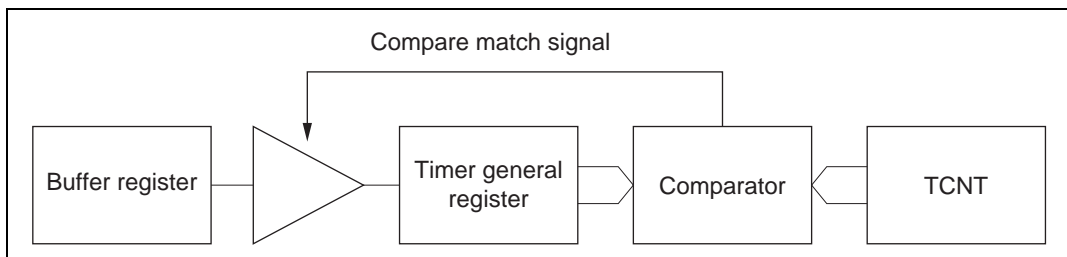 Compare match signal
Buffer register
Timer general
register
Comparator
TCNT